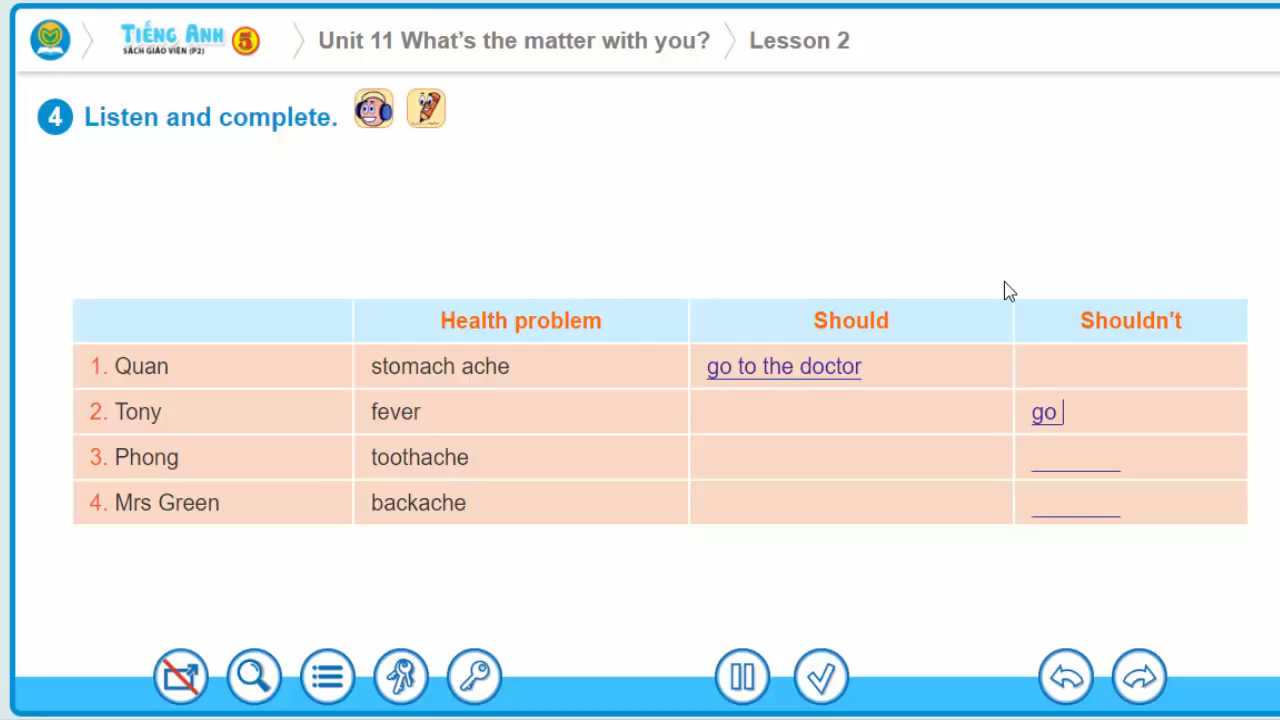 TIẾNG ANH 5
SÁCH GIÁO VIÊN (P2)
Unit 11 What's the matter with you?
Lesson 2
4 Listen and complete.
Health problem Should Shouldn't
1. Quan stomach ache go to the doctor
2. Tony fever go
3. Phong toothache
4. Mrs Green backache